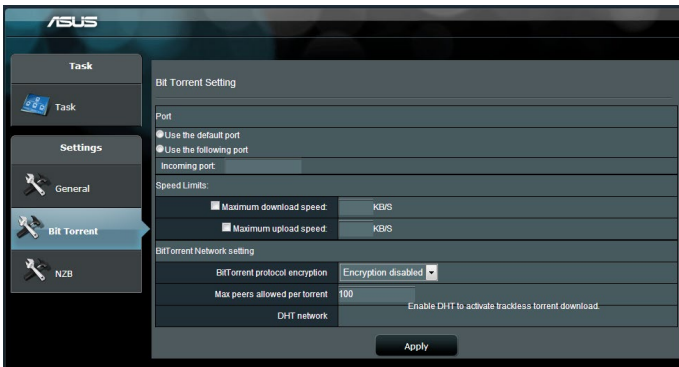 ASUS
Task
Task
Settings
General
Bit Torrent
NZB
Bit Torrent Setting
Port
Use the default port
Use the following port
Incoming port:
Speed Limits:
Maximum download speed: KB/S
Maximum upload speed: KB/S
BitTorrent Network setting
BitTorrent protocol encryption Encryption disabled
Max peers allowed per torrent 100
DHT network Enable DHT to activate trackless torrent download.
Apply